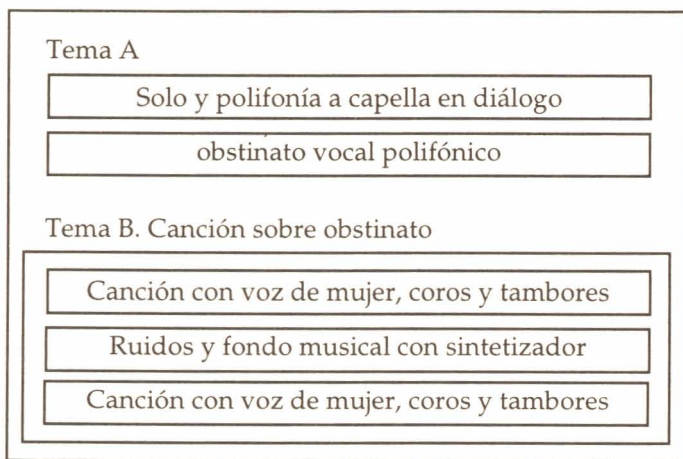 Tema A
Solo y polifonía a capella en diálogo
obstinato vocal polifónico
Tema B. Canción sobre obstinato
Canción con voz de mujer, coros y tambores
Ruidos y fondo musical con sintetizador
Canción con voz de mujer, coros y tambores